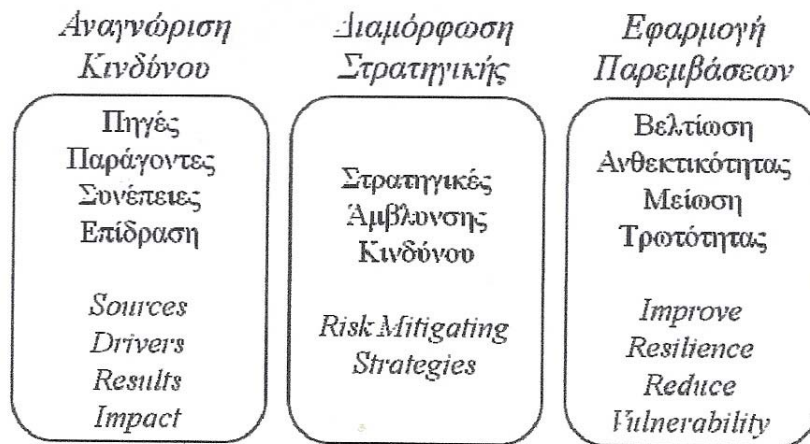 Αναγνώριση
Κινδύνου
Πηγές
Παράγοντες
Συνέπειες
Επίδραση
Sources
Drivers
Results
Impact
Διαμόρφωση
Στρατηγικής
Στρατηγικές
Άμβλυνσης
Κινδύνου
Risk Mitigating
Strategies
Εφαρμογή
Παρεμβάσεων
Βελτίωση
Ανθεκτικότητας
Μείωση
Τρωτότητας
Improve
Resilience
Reduce
Vulnerability